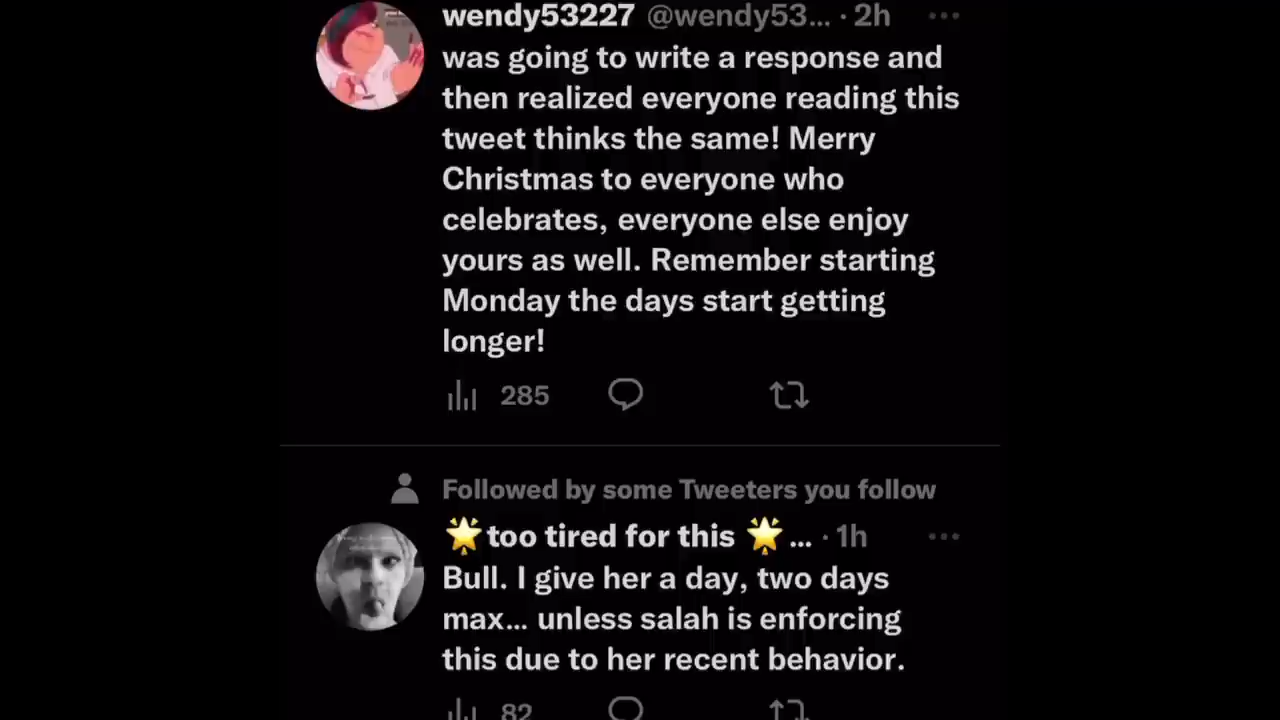 wendy53227 @wendy53... · 2h
was going to write a response and
then realized everyone reading this
tweet thinks the same! Merry
Christmas to everyone who
celebrates, everyone else enjoy
yours as well. Remember starting
Monday the days start getting
longer!
285
Followed by some Tweeters you follow
🌟too tired for this 🌟... · 1h
Bull. I give her a day, two days
max... unless salah is enforcing
this due to her recent behavior.
82